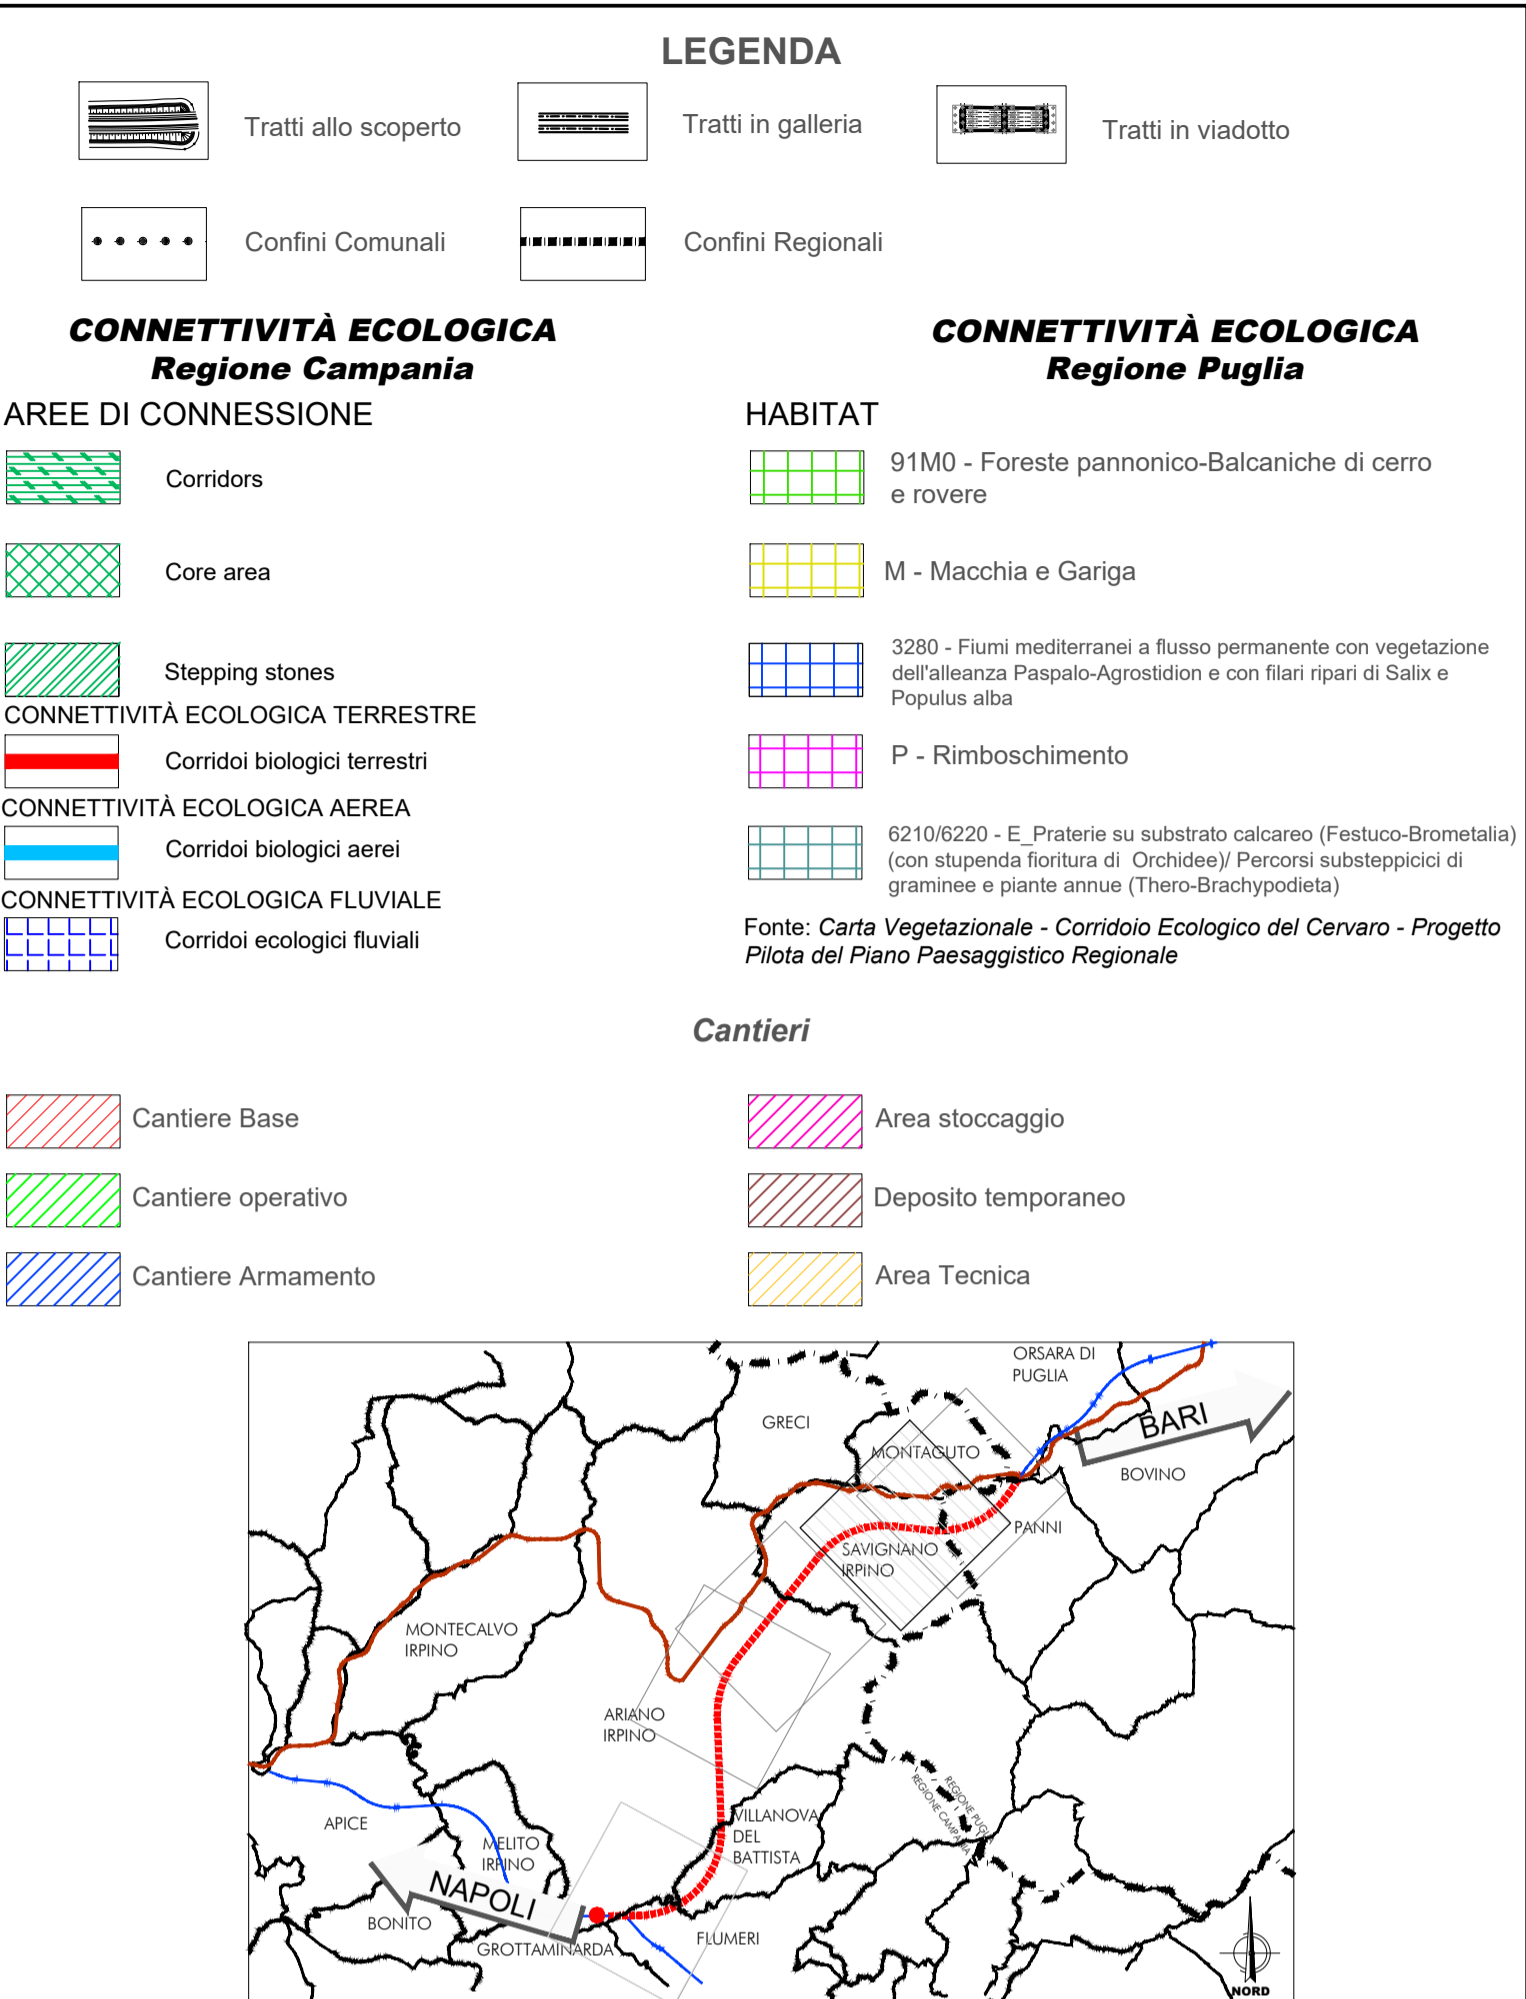 LEGENDA
Tratti allo scoperto
Tratti in galleria
Tratti in viadotto
Confini Comunali
Confini Regionali
CONNETTIVITÀ ECOLOGICA
Regione Campania
AREE DI CONNESSIONE
Corridors
Core area
Stepping stones
CONNETTIVITÀ ECOLOGICA TERRESTRE
Corridoi biologici terrestri
CONNETTIVITÀ ECOLOGICA AEREA
Corridoi biologici aerei
CONNETTIVITÀ ECOLOGICA FLUVIALE
Corridoi ecologici fluviali
CONNETTIVITÀ ECOLOGICA
Regione Puglia
HABITAT
91M0 - Foreste pannonico-Balcaniche di cerro
e rovere
M - Macchia e Gariga
3280 - Fiumi mediterranei a flusso permanente con vegetazione
dell'alleanza Paspalo-Agrostidion e con filari ripari di Salix e
Populus alba
P - Rimboschimento
6210/6220 - E_Praterie su substrato calcareo (Festuco-Brometalia)
(con stupenda fioritura di Orchidee)/ Percorsi substeppicici di
graminee e piante annue (Thero-Brachypodieta)
Fonte: Carta Vegetazionale - Corridoio Ecologico del Cervaro - Progetto
Pilota del Piano Paesaggistico Regionale
Cantieri
Cantiere Base
Cantiere operativo
Cantiere Armamento
Area stoccaggio
Deposito temporaneo
Area Tecnica
ORSARA DI
PUGLIA
GRECI
BARI
MONTAGUTO
BOVINO
PANNI
SAVIGNANO
IRPINO
MONTECALVO
IRPINO
ARIANO
IRPINO
REGIONE PUGLIA
REGIONE CAMPANIA
APICE
VILLANOVA
DEL
BATTISTA
MELITO
IRPINO
NAPOLI
BONITO
GROTTAMINARDA
FLUMERI
NORD